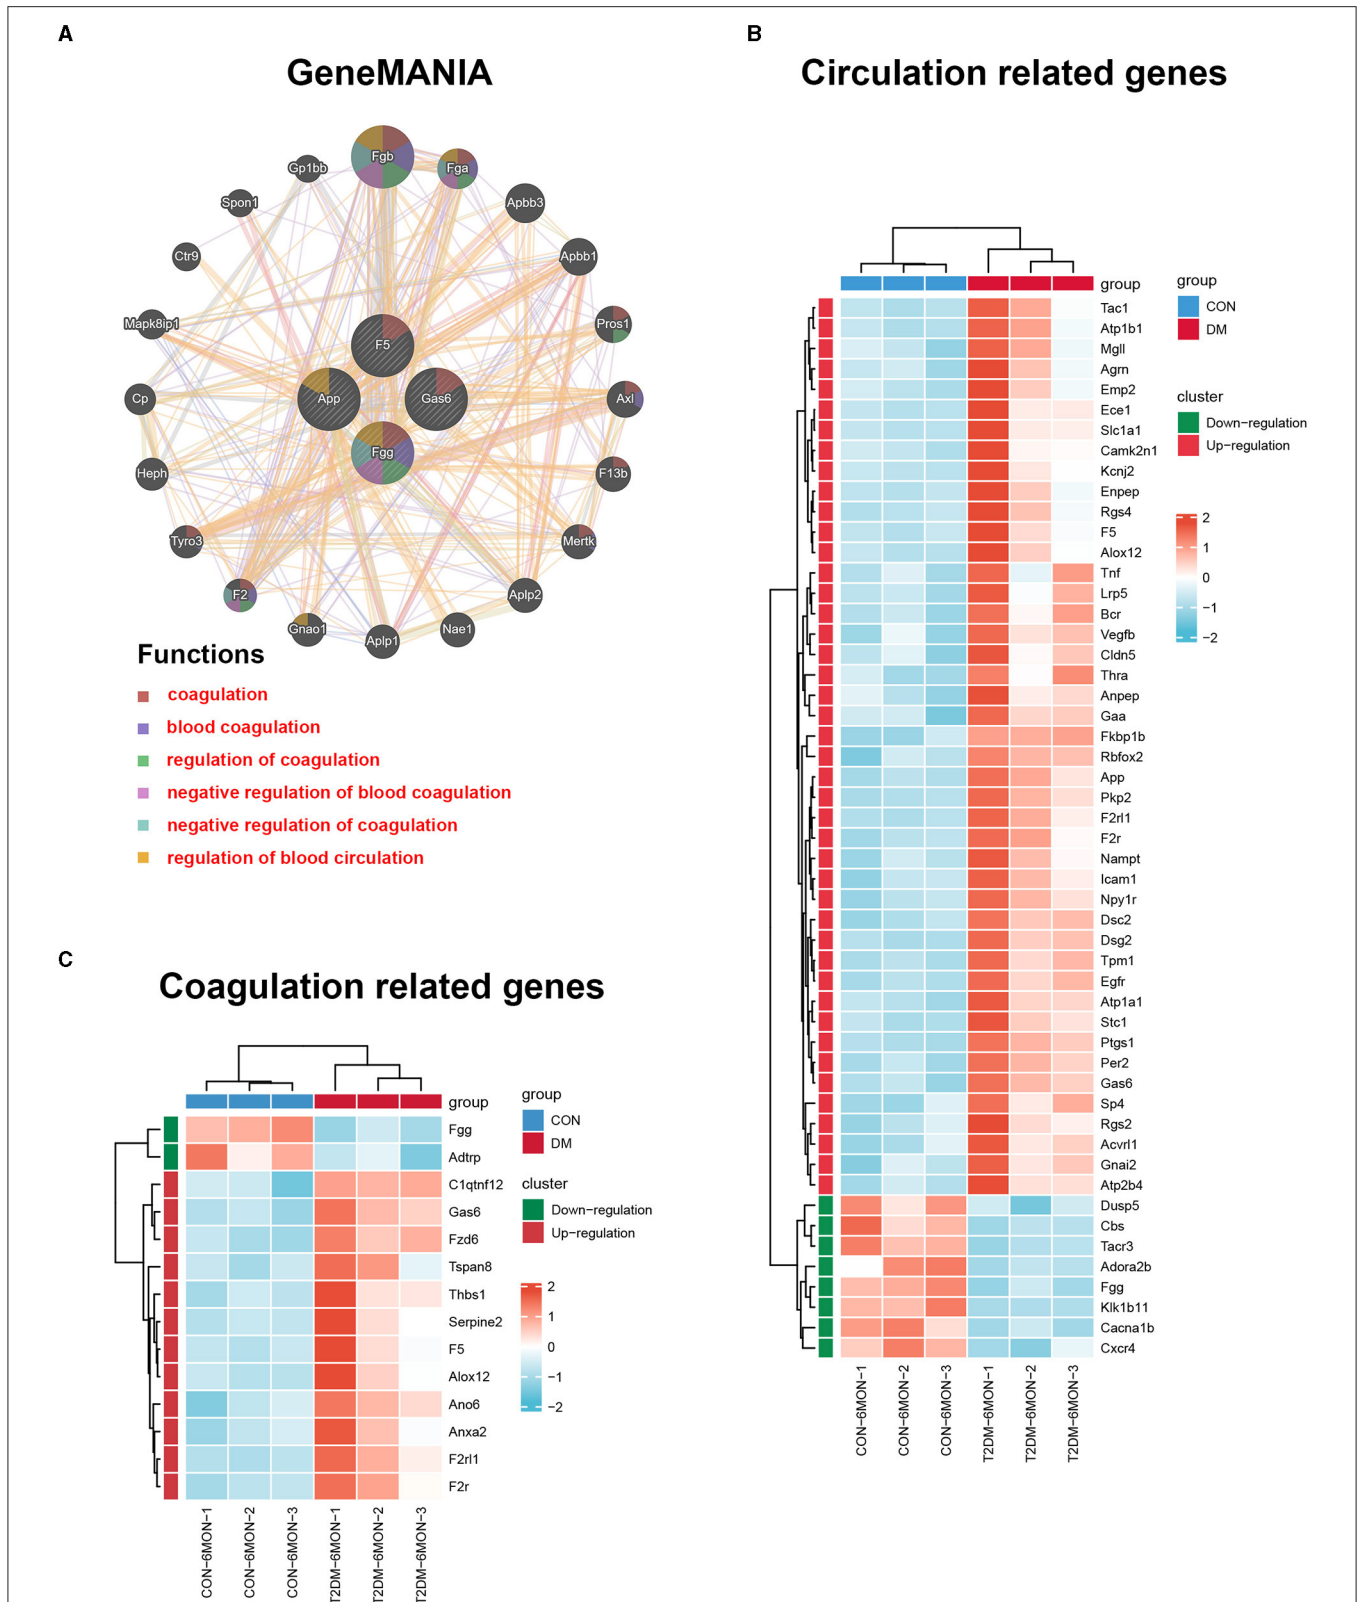 A
GeneMANIA
Fgb
Fga
Gp1bb
Apbb3
Spon1
Apbb1
Ctr9
Pros1
Mapk8ip1
F5
App
Gas6
Axl
Cp
Fgg
F13b
Heph
Mertk
Tyro3
Aplp2
F2
Nae1
Gnao1
Aplp1
Functions
coagulation
blood coagulation
regulation of coagulation
negative regulation of blood coagulation
negative regulation of coagulation
regulation of blood circulation
B
Circulation related genes
group
Tac1
Atp1b1
Mgll
Agrn
Emp2
Ece1
Slc1a1
Camk2n1
Kcnj2
Enpep
Rgs4
F5
Alox12
Tnf
Lrp5
Bcr
Vegfb
Cldn5
Thra
Anpep
Gaa
Fkbp1b
Rbfox2
App
Pkp2
F2rl1
F2r
Nampt
Icam1
Npy1r
Dsc2
Dsg2
Tpm1
Egfr
Atp1a1
Stc1
Ptgs1
Per2
Gas6
Sp4
Rgs2
Acvrl1
Gnai2
Atp2b4
Dusp5
Cbs
Tacr3
Adora2b
Fgg
Klk1b11
Cacna1b
Cxcr4
CON-6MON-1
CON-6MON-2
CON-6MON-3
T2DM-6MON-1
T2DM-6MON-2
T2DM-6MON-3
group
CON
DM
cluster
Down-regulation
Up-regulation
2
1
0
-1
-2
C
Coagulation related genes
group
Fgg
Adtrp
C1qtnf12
Gas6
Fzd6
Tspan8
Thbs1
Serpine2
F5
Alox12
Ano6
Anxa2
F2rl1
F2r
CON-6MON-1
CON-6MON-2
CON-6MON-3
T2DM-6MON-1
T2DM-6MON-2
T2DM-6MON-3
group
CON
DM
cluster
Down-regulation
Up-regulation
2
1
0
-1
-2